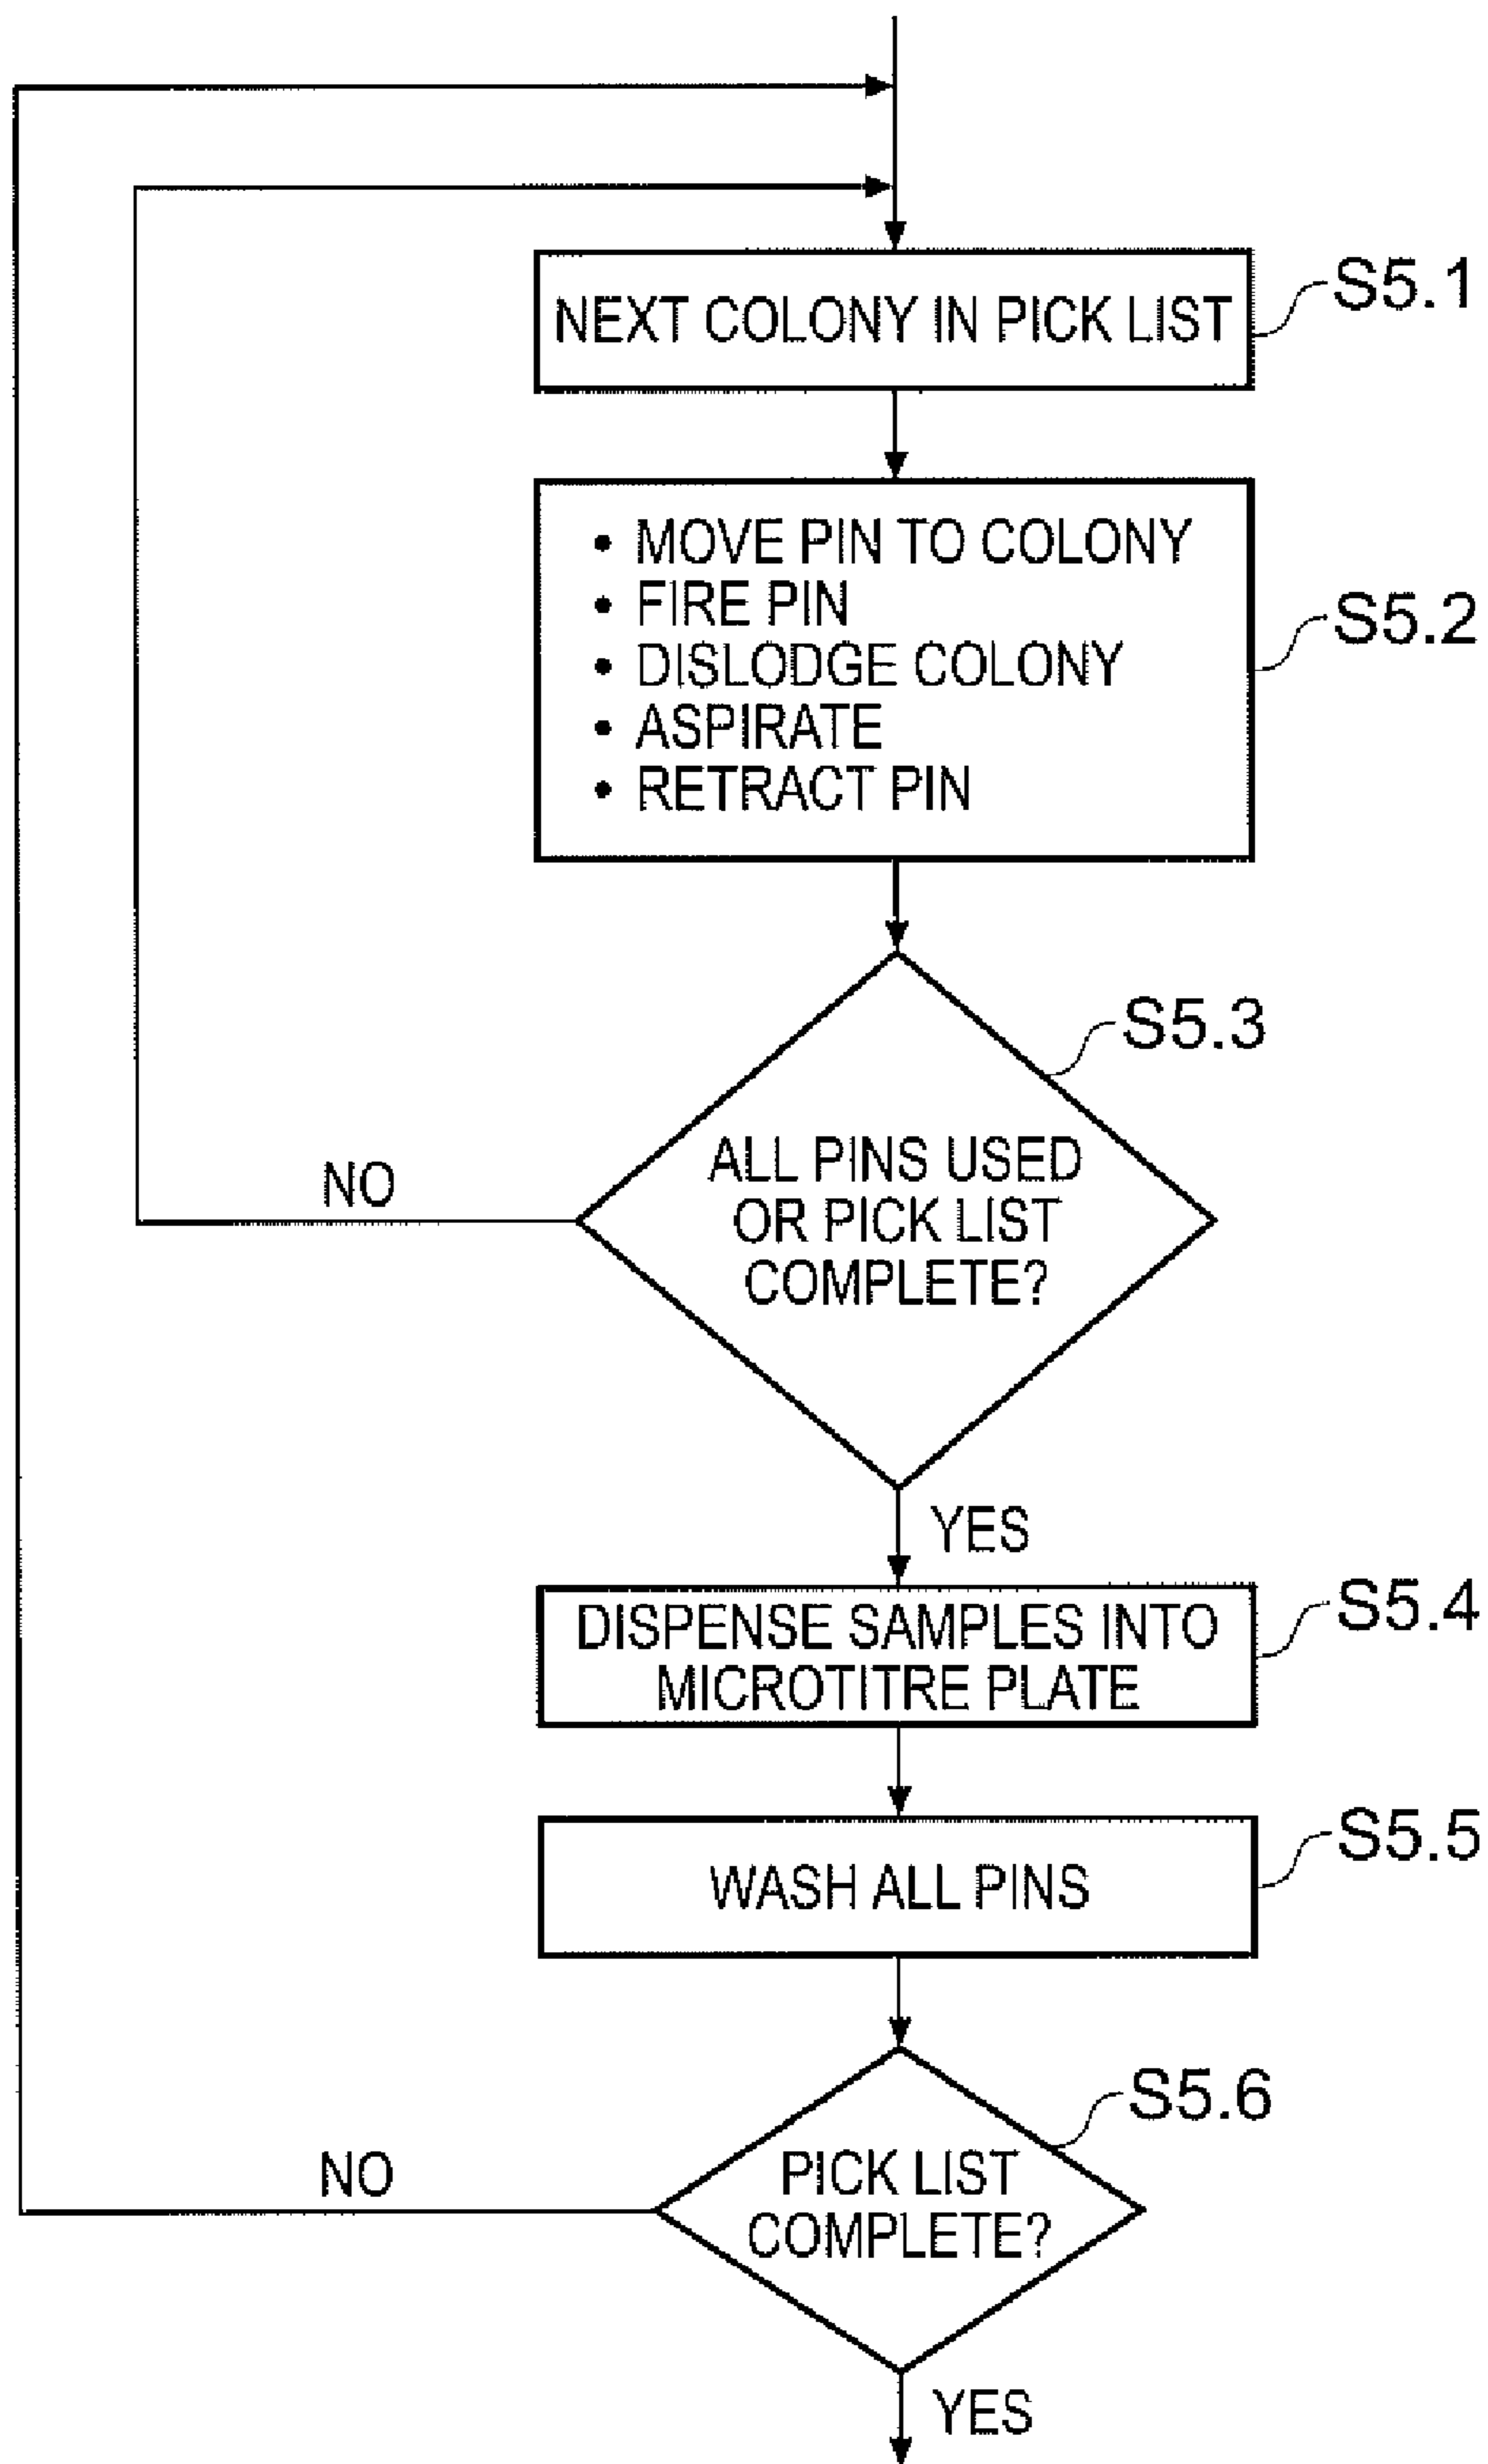 NEXT COLONY IN PICK LIST
S5.1
• MOVE PIN TO COLONY
• FIRE PIN
• DISLODGE COLONY
• ASPIRATE
• RETRACT PIN
S5.2
S5.3
ALL PINS USED
OR PICK LIST
COMPLETE?
NO
YES
DISPENSE SAMPLES INTO
MICROTITRE PLATE
S5.4
WASH ALL PINS
S5.5
S5.6
PICK LIST
COMPLETE?
NO
YES